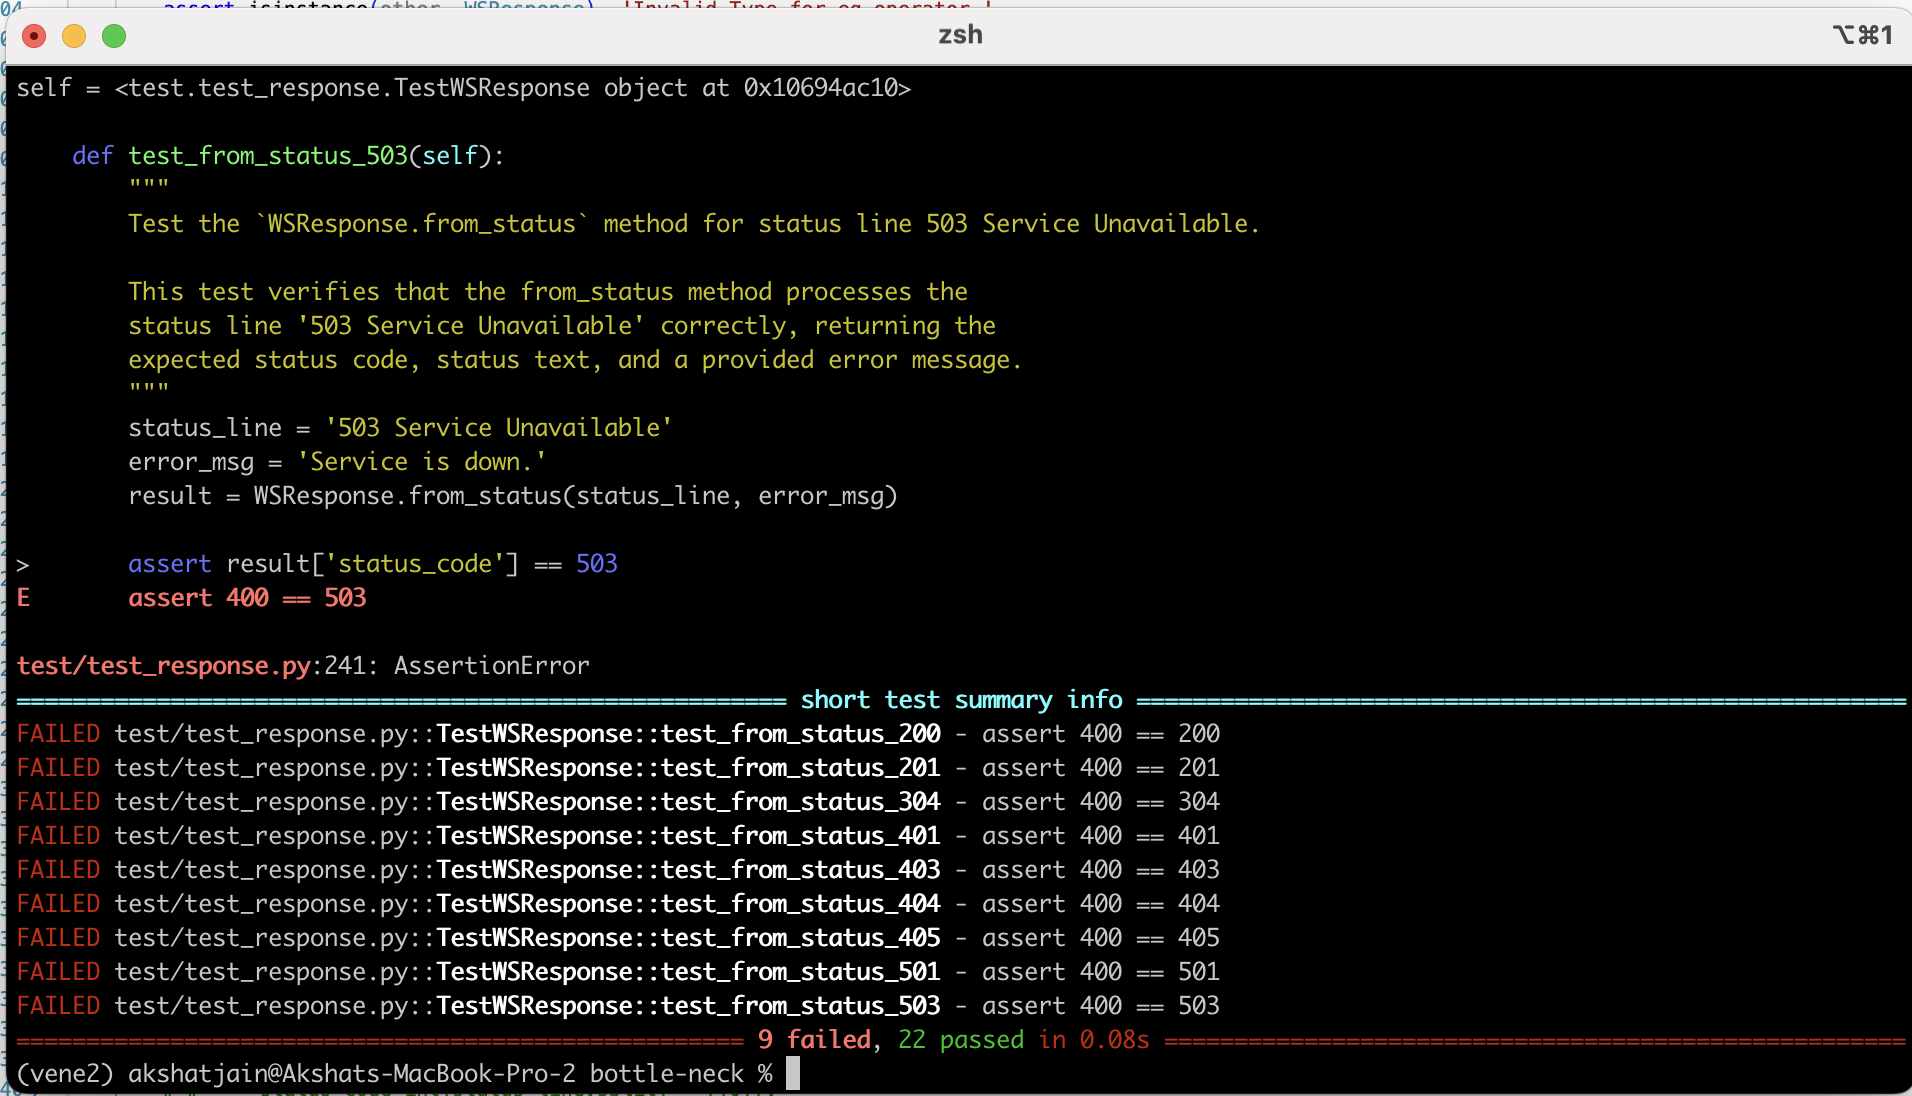 assert isinstance(other, WSResponse), 'Invalid Type for eq operator.'
zsh
⌥⌘1
self = <test.test_response.TestWSResponse object at 0x10694ac10>
def test_from_status_503(self):
"""
Test the `WSResponse.from_status` method for status line 503 Service Unavailable.
This test verifies that the from_status method processes the
status line '503 Service Unavailable' correctly, returning the
expected status code, status text, and a provided error message.
"""
status_line = '503 Service Unavailable'
error_msg = 'Service is down.'
result = WSResponse.from_status(status_line, error_msg)
> assert result['status_code'] == 503
E assert 400 == 503
test/test_response.py:241: AssertionError
======================================================= short test summary info =======================================================
FAILED test/test_response.py::TestWSResponse::test_from_status_200 - assert 400 == 200
FAILED test/test_response.py::TestWSResponse::test_from_status_201 - assert 400 == 201
FAILED test/test_response.py::TestWSResponse::test_from_status_304 - assert 400 == 304
FAILED test/test_response.py::TestWSResponse::test_from_status_401 - assert 400 == 401
FAILED test/test_response.py::TestWSResponse::test_from_status_403 - assert 400 == 403
FAILED test/test_response.py::TestWSResponse::test_from_status_404 - assert 400 == 404
FAILED test/test_response.py::TestWSResponse::test_from_status_405 - assert 400 == 405
FAILED test/test_response.py::TestWSResponse::test_from_status_501 - assert 400 == 501
FAILED test/test_response.py::TestWSResponse::test_from_status_503 - assert 400 == 503
==================================================== 9 failed, 22 passed in 0.08s =====================================================
(vene2) akshatjain@Akshats-MacBook-Pro-2 bottle-neck %